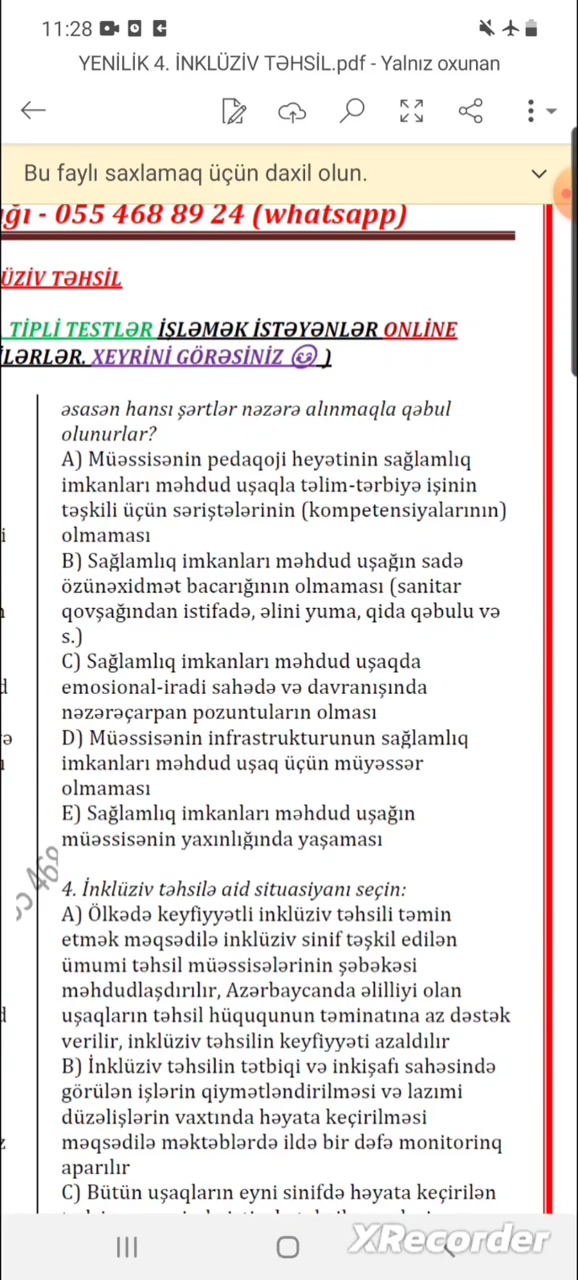 11:28
YENİLİK 4. İNKLÜZİV TƏHSİL.pdf - Yalnız oxunan
Bu faylı saxlamaq üçün daxil olun.
ğı - 055 468 89 24 (whatsapp)
ÜZİV TƏHSİL
TİPLİ TESTLƏR İŞLƏMƏK İSTƏYƏNLƏR ONLINE
İLƏRLƏR. XEYRİNİ GÖRƏSİNİZ 😊 )
əsasən hansı şərtlər nəzərə alınmaqla qəbul
olunurlar?
A) Müəssisənin pedaqoji heyətinin sağlamlıq
imkanları məhdud uşaqla təlim-tərbiyə işinin
təşkili üçün səriştələrinin (kompetensiyalarının)
olmaması
B) Sağlamlıq imkanları məhdud uşağın sadə
özünəxidmət bacarığının olmaması (sanitar
qovşağından istifadə, əlini yuma, qida qəbulu və
s.)
C) Sağlamlıq imkanları məhdud uşaqda
emosional-iradi sahədə və davranışında
nəzərəçarpan pozuntuların olması
D) Müəssisənin infrastrukturunun sağlamlıq
imkanları məhdud uşaq üçün müyəssər
olmaması
E) Sağlamlıq imkanları məhdud uşağın
müəssisənin yaxınlığında yaşaması
468
4. İnklüziv təhsilə aid situasiyanı seçin:
A) Ölkədə keyfiyyətli inklüziv təhsili təmin
etmək məqsədilə inklüziv sinif təşkil edilən
ümumi təhsil müəssisələrinin şəbəkəsi
məhdudlaşdırılır, Azərbaycanda əlilliyi olan
uşaqların təhsil hüququnun təminatına az dəstək
verilir, inklüziv təhsilin keyfiyyəti azaldılır
B) İnklüziv təhsilin tətbiqi və inkişafı sahəsində
görülən işlərin qiymətləndirilməsi və lazımi
düzəlişlərin vaxtında həyata keçirilməsi
məqsədilə məktəblərdə ildə bir dəfə monitorinq
aparılır
C) Bütün uşaqların eyni sinifdə həyata keçirilən
XRecorder